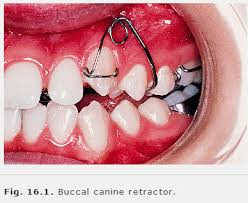 Fig. 16.1. Buccal canine retractor.